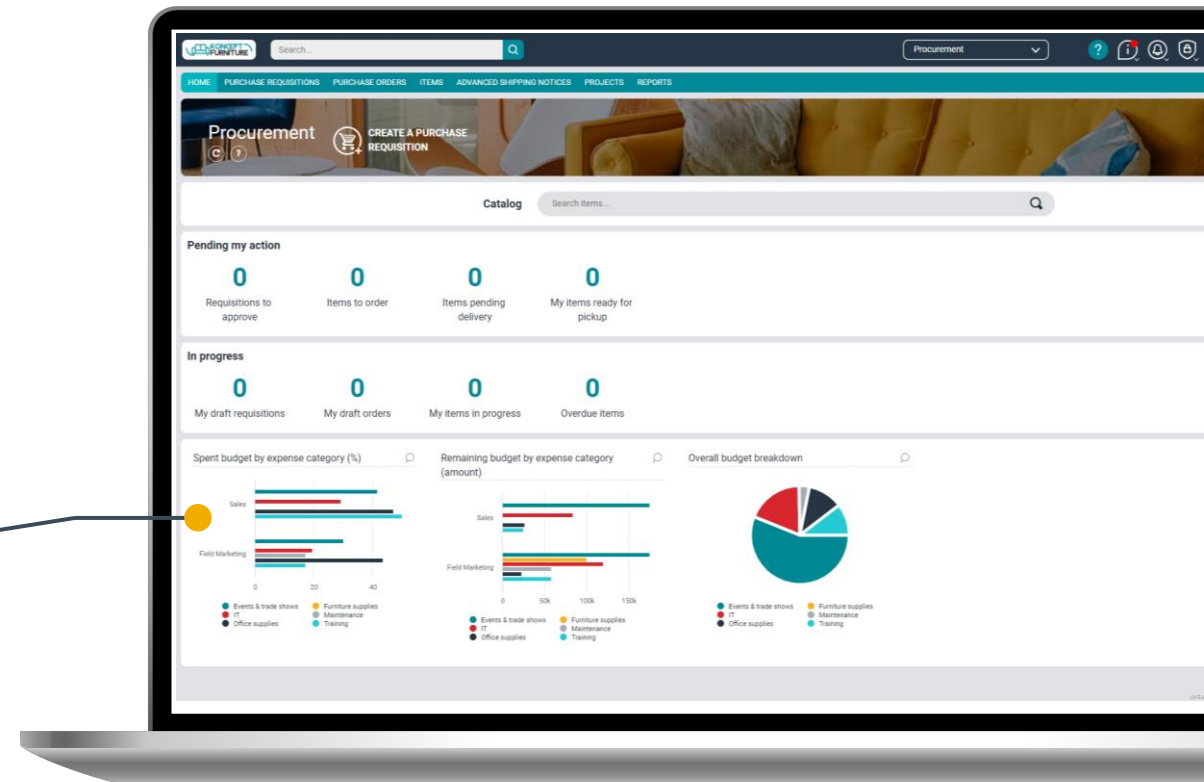 KONCEPT
FURNITURE
Search...
Procurement
?
HOME PURCHASE REQUISITIONS PURCHASE ORDERS ITEMS ADVANCED SHIPPING NOTICES PROJECTS REPORTS
Procurement
?
CREATE A PURCHASE
REQUISITION
Catalog
Search items...
Pending my action
0 0 0 0
Requisitions to
approve
Items to order
Items pending
delivery
My items ready for
pickup
In progress
0 0 0 0
My draft requisitions My draft orders My items in progress Overdue items
Spent budget by expense category (%)
Sales
Field Marketing
0 20 40
Events & trade shows Furniture supplies
IT Maintenance
Office supplies Training
Remaining budget by expense category
(amount)
Sales
Field Marketing
0 50k 100k 150k
Events & trade shows Furniture supplies
IT Maintenance
Office supplies Training
Overall budget breakdown
Events & trade shows Furniture supplies
IT Maintenance
Office supplies Training